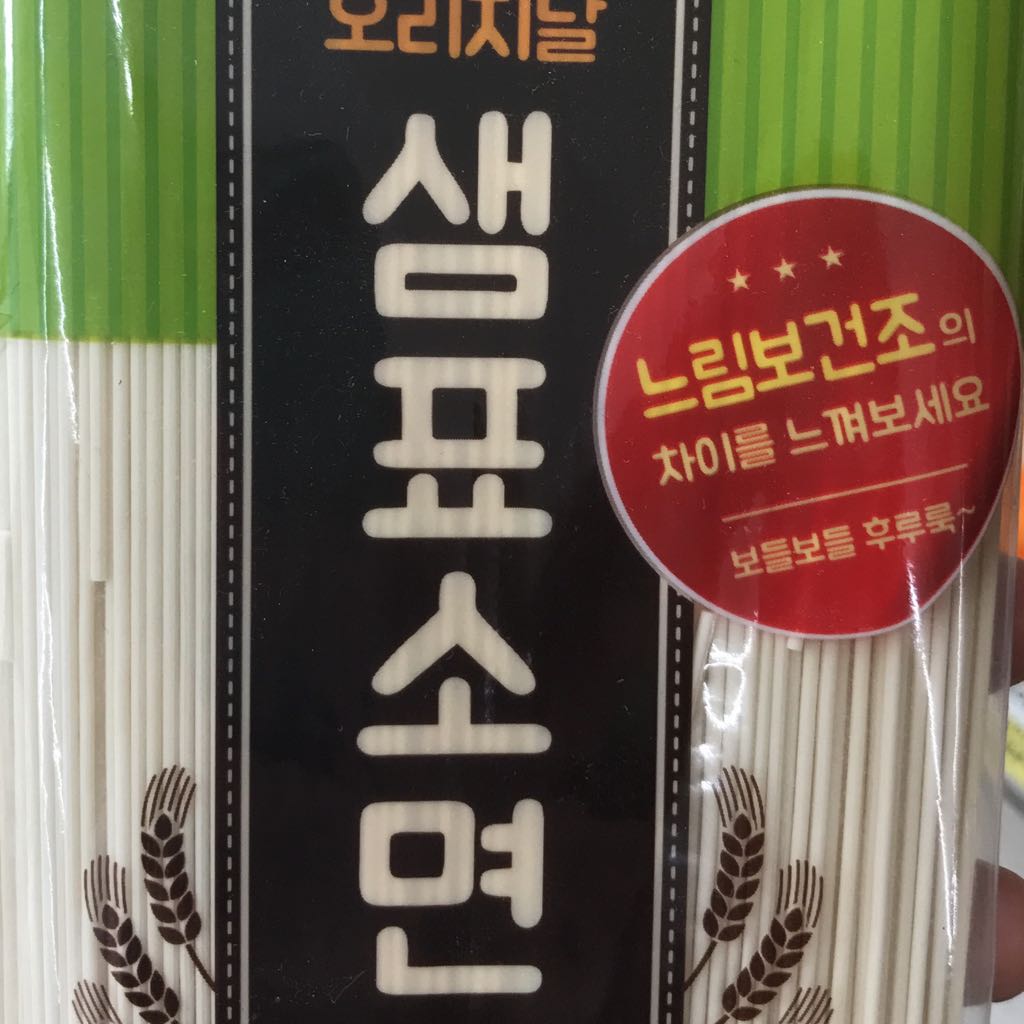 오리지날
샘표소면
느림보건조의
차이를 느껴보세요
보들보들 후루룩~